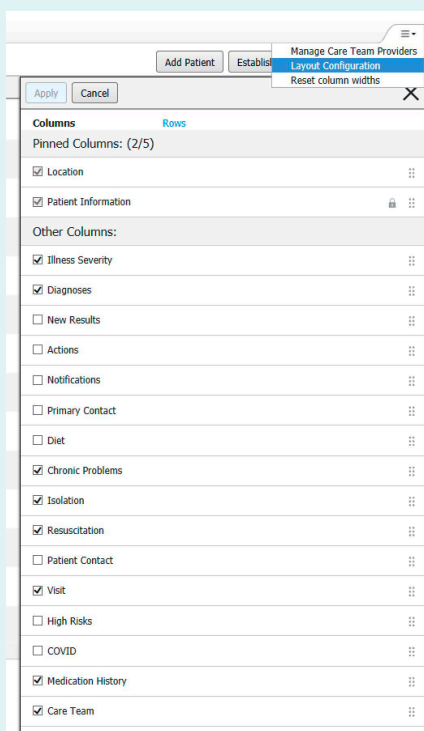 Add Patient
Establis
Manage Care Team Providers
Layout Configuration
Reset column widths
Apply
Cancel
Columns Rows
Pinned Columns: (2/5)
Location
Patient Information
Other Columns:
Illness Severity
Diagnoses
New Results
Actions
Notifications
Primary Contact
Diet
Chronic Problems
Isolation
Resuscitation
Patient Contact
Visit
High Risks
COVID
Medication History
Care Team